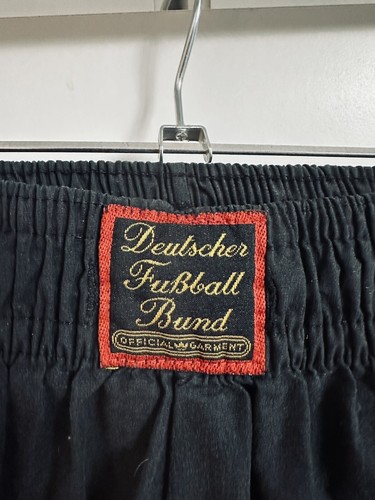 Deutscher
Fußball
Bund
OFFICIAL GARMENT